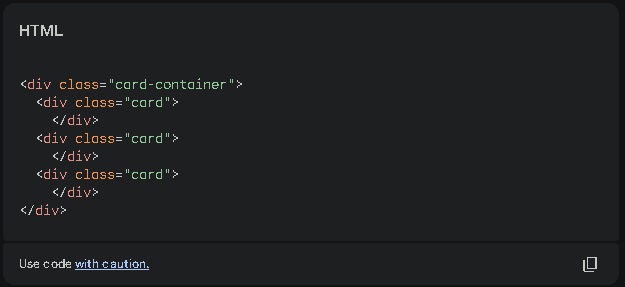 HTML
<div class="card-container">
  <div class="card">
    </div>
  <div class="card">
    </div>
  <div class="card">
    </div>
</div>
Use code with caution.